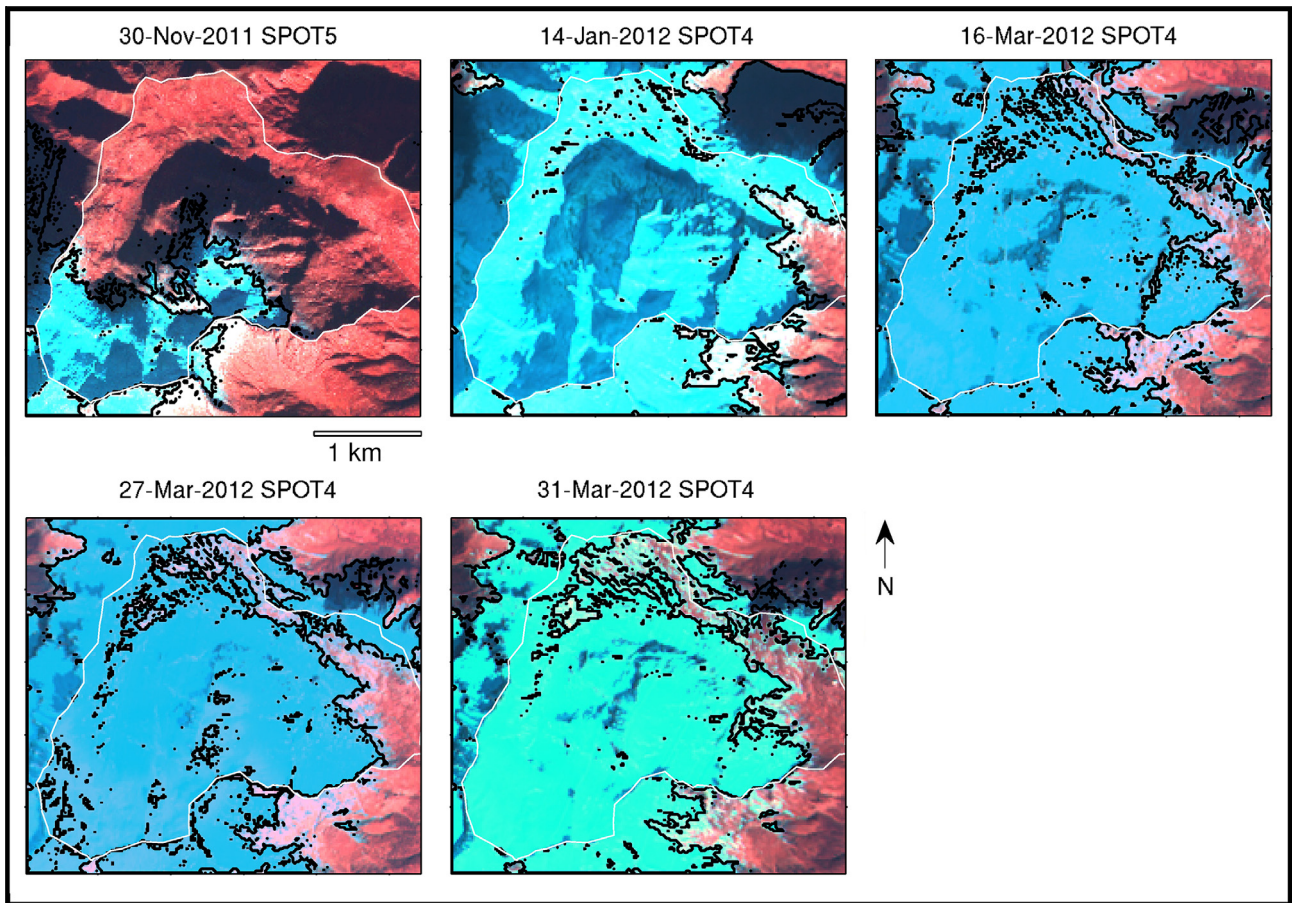 30-Nov-2011 SPOT5
14-Jan-2012 SPOT4
16-Mar-2012 SPOT4
1 km
27-Mar-2012 SPOT4
31-Mar-2012 SPOT4
N